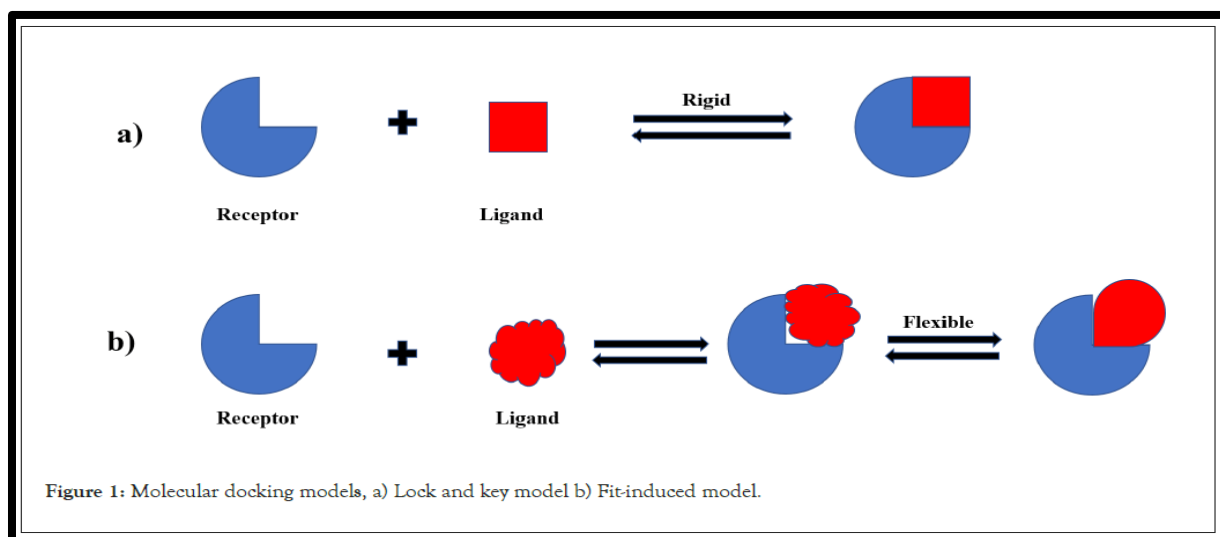 Rigid
a)
Receptor
Ligand
b)
Flexible
Receptor
Ligand
Figure 1: Molecular docking models, a) Lock and key model b) Fit-induced model.